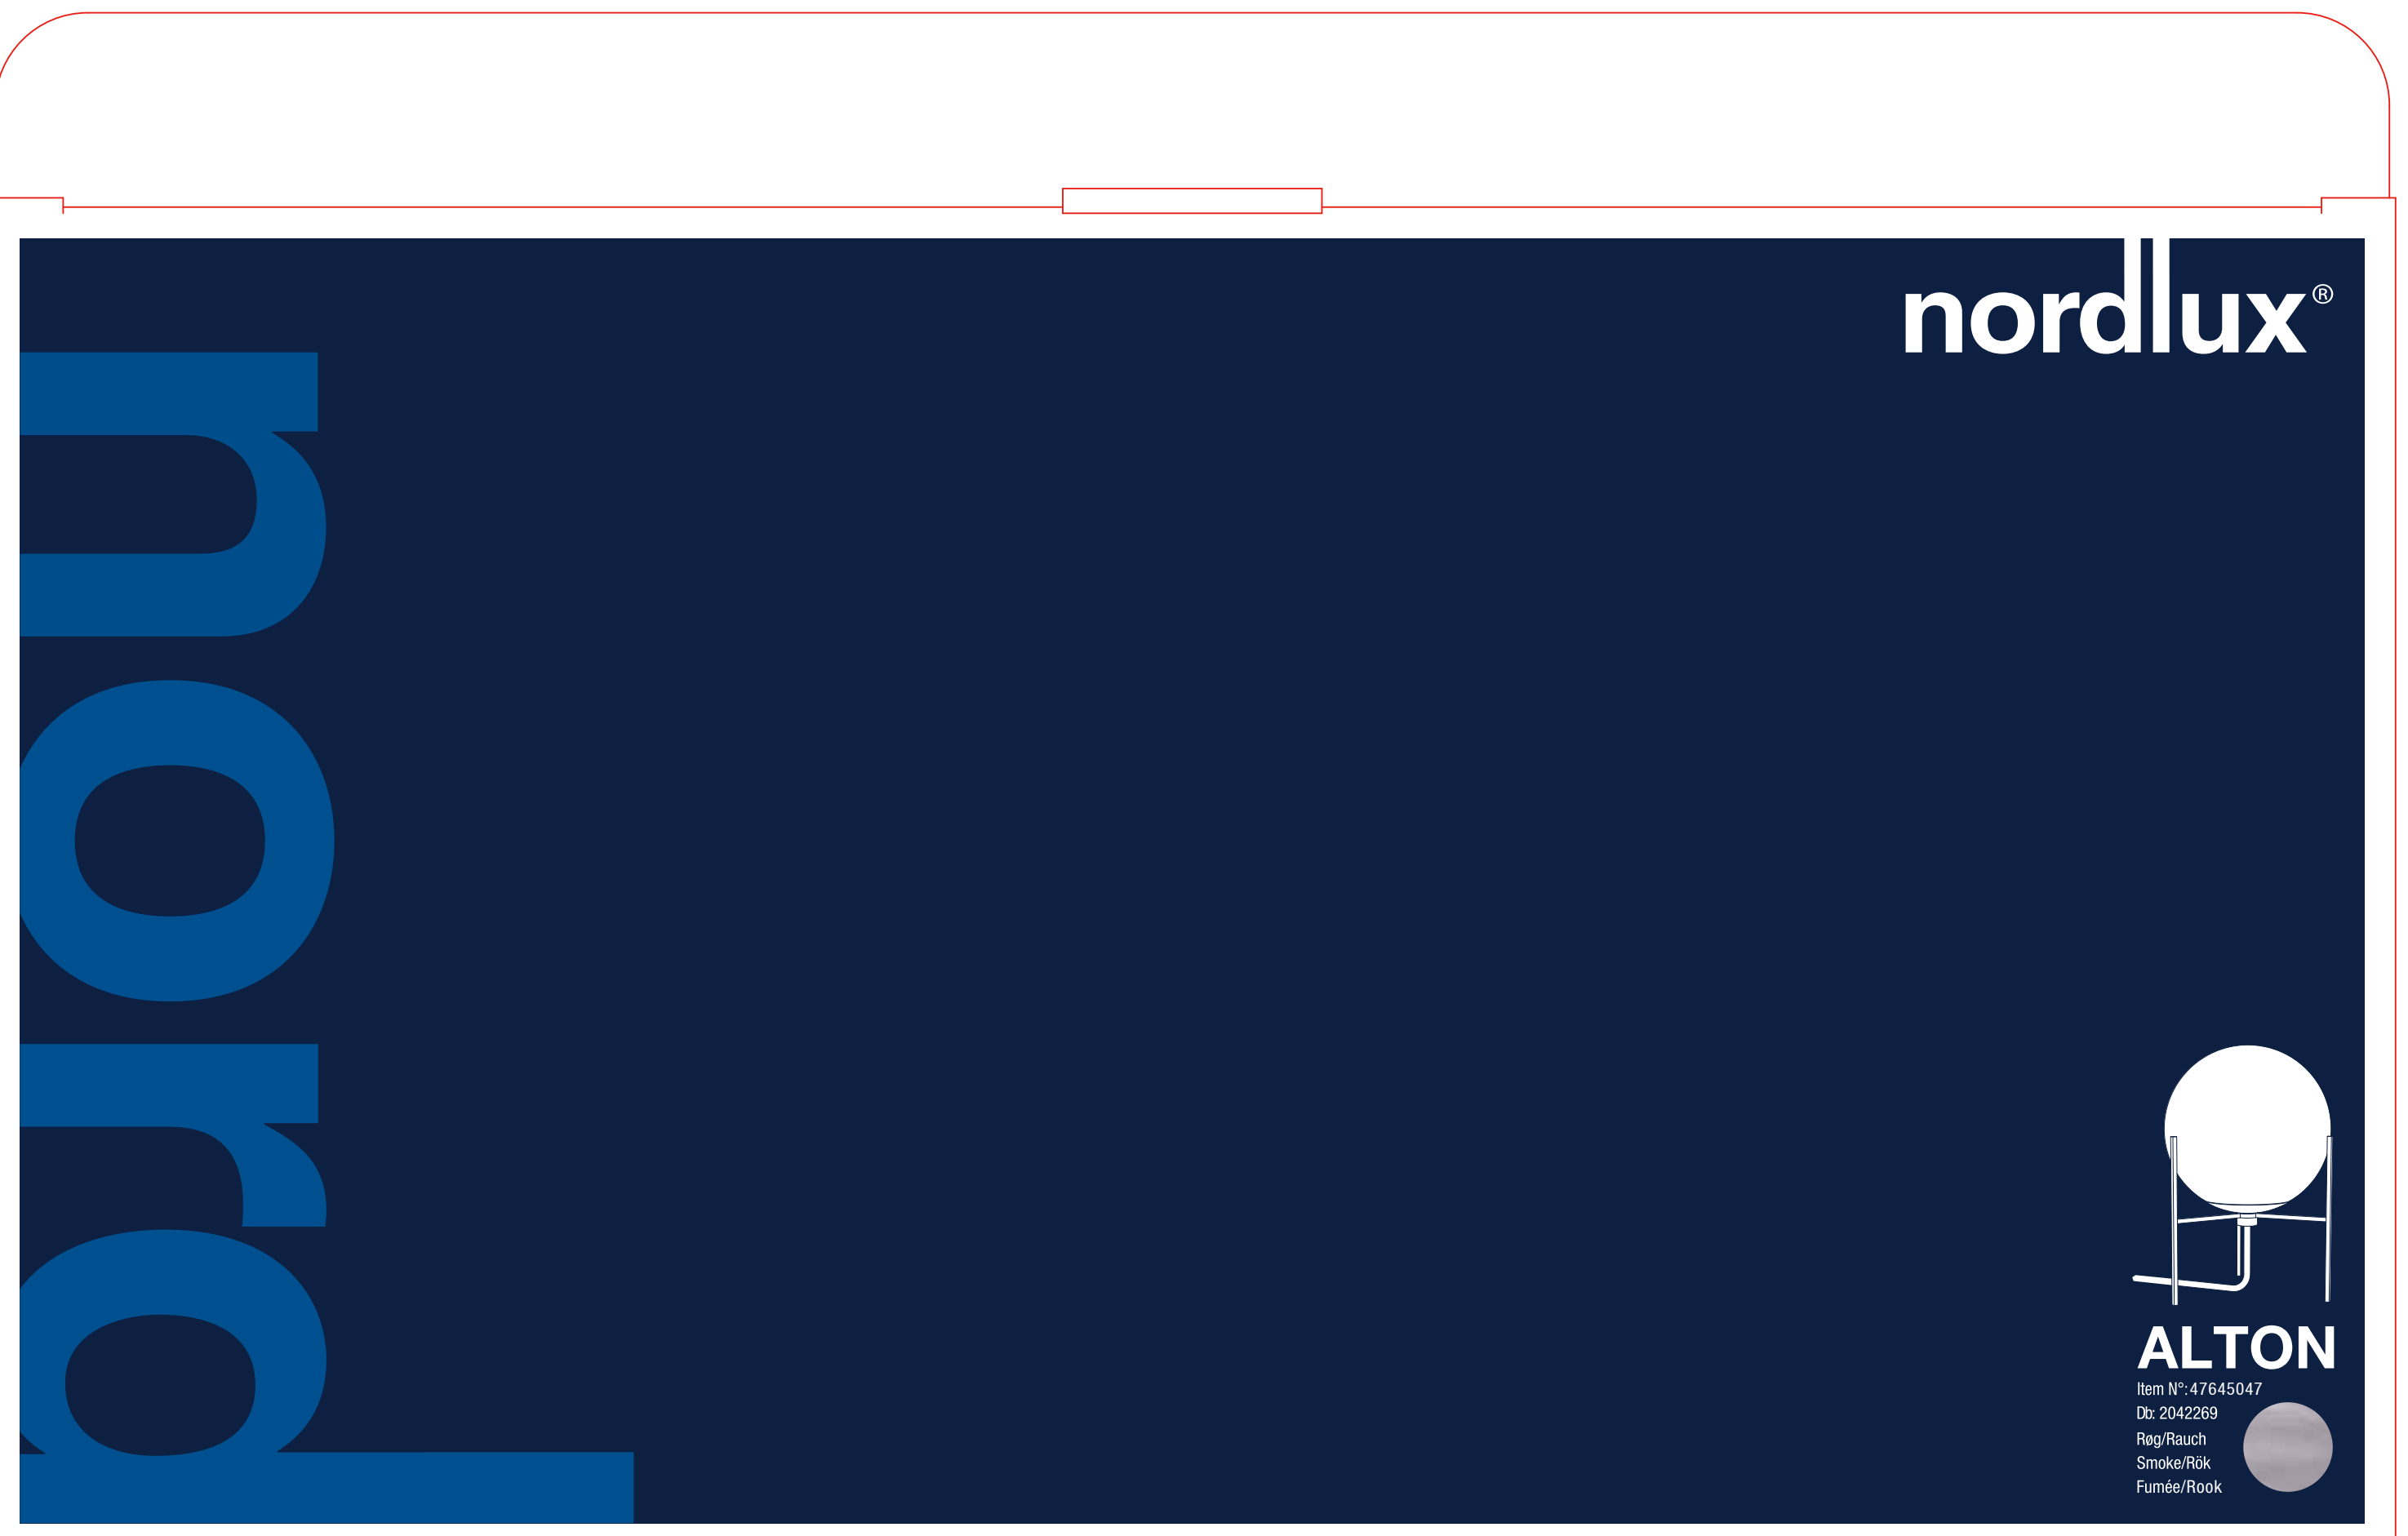 nordlux®
nord
ALTON
Item N°: 47645047
Db: 2042269
Røg/Rauch
Smoke/Rök
Fumée/Rook